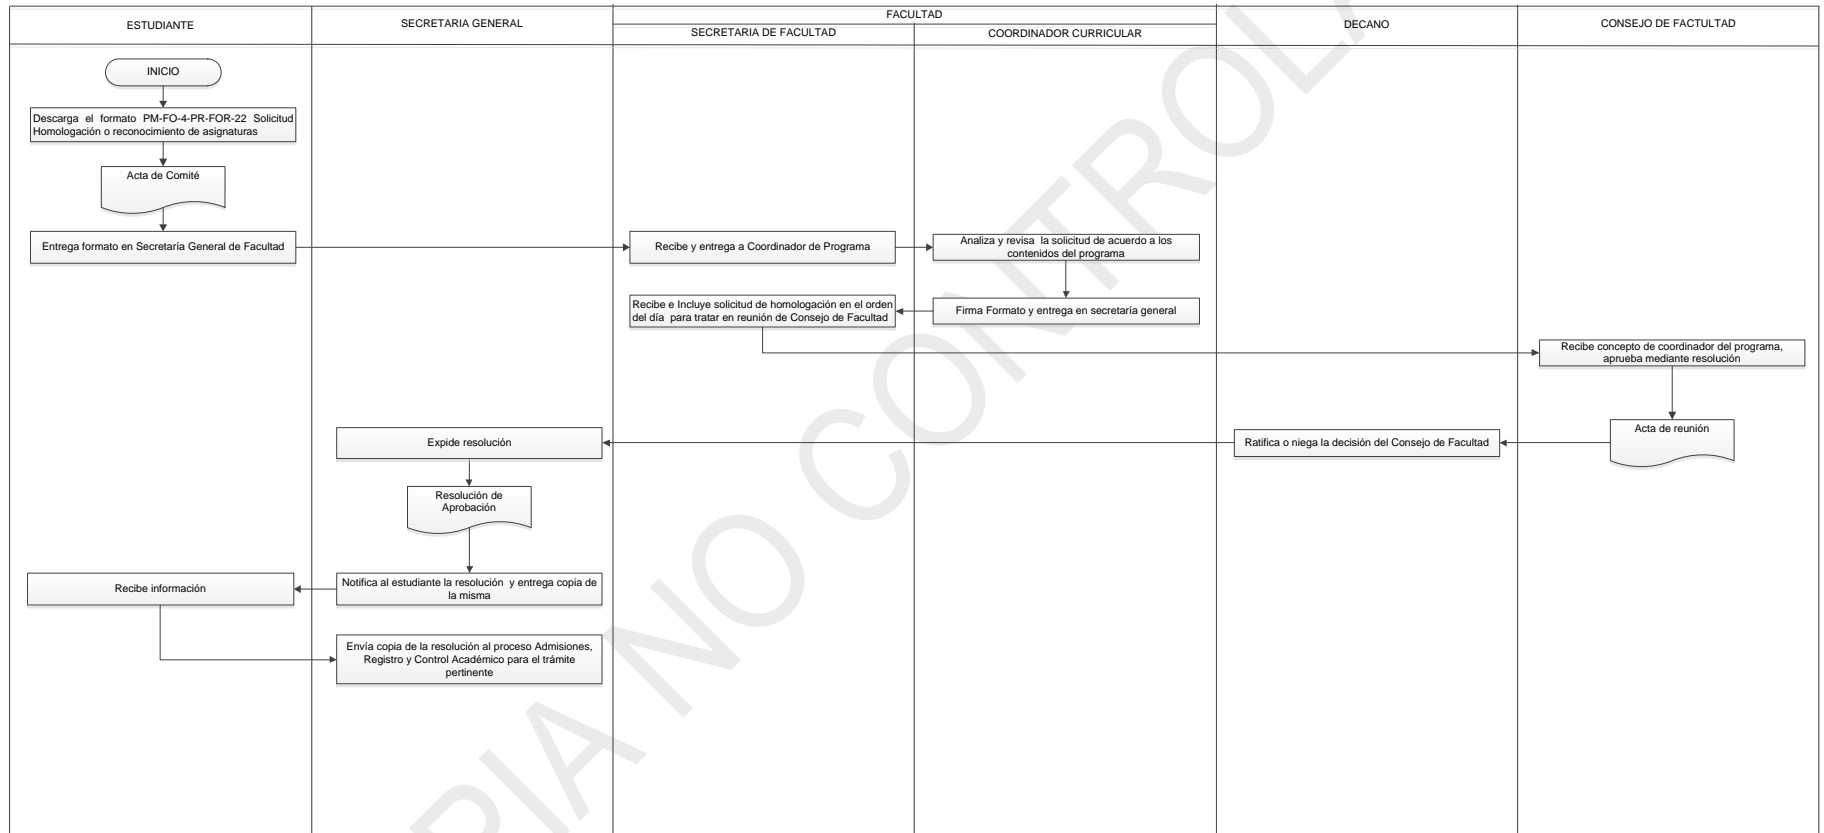 ESTUDIANTE
SECRETARIA GENERAL
FACULTAD
SECRETARIA DE FACULTAD
COORDINADOR CURRICULAR
DECANO
CONSEJO DE FACTULTAD
INICIO
Descarga el formato PM-FO-4-PR-FOR-22 Solicitud
Homologación o reconocimiento de asignaturas
Acta de Comité
Entrega formato en Secretaría General de Facultad
Recibe y entrega a Coordinador de Programa
Analiza y revisa la solicitud de acuerdo a los
contenidos del programa
Recibe e Incluye solicitud de homologación en el orden
del día para tratar en reunión de Consejo de Facultad
Firma Formato y entrega en secretaría general
Recibe concepto de coordinador del programa,
aprueba mediante resolución
Acta de reunión
Ratifica o niega la decisión del Consejo de Facultad
Expide resolución
Resolución de
Aprobación
Notifica al estudiante la resolución y entrega copia de
la misma
Recibe información
Envía copia de la resolución al proceso Admisiones,
Registro y Control Académico para el trámite
pertinente
RIA NO CONTROLA